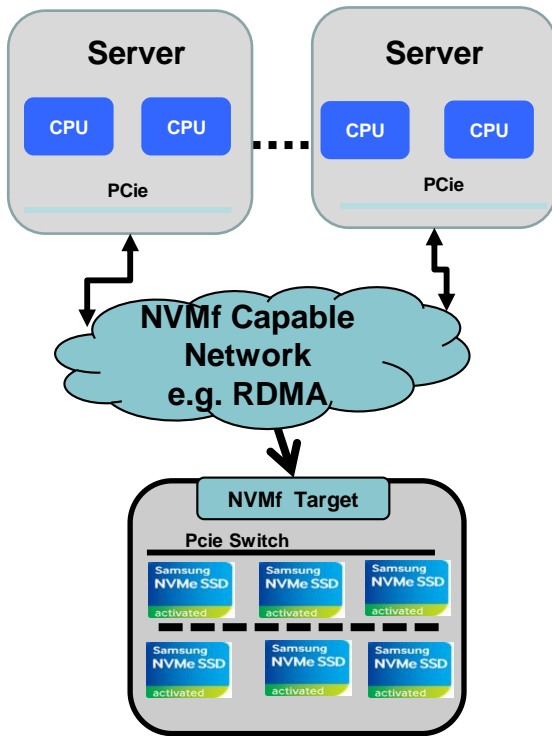 Server
Server
CPU
CPU
CPU
CPU
PCie
PCie
NVMf Capable
Network
e.g. RDMA
NVMf Target
Pcie Switch
Samsung
NVMe SSD
activated
Samsung
NVMe SSD
activated
Samsung
NVMe SSD
activated
Samsung
NVMe SSD
activated
Samsung
NVMe SSD
activated
Samsung
NVMe SSD
activated